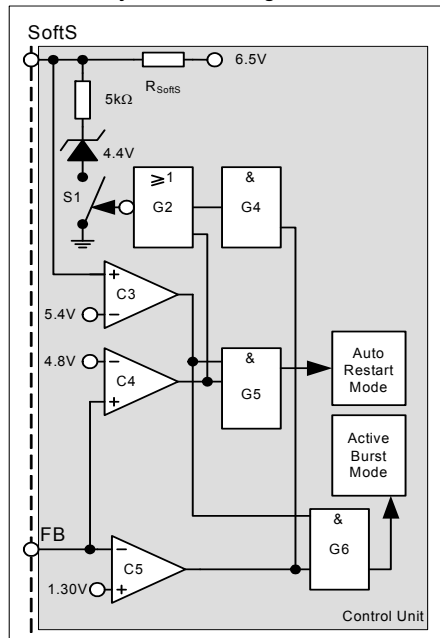 SoftS
6.5V
R_SoftS
5kΩ
4.4V
S1
≥1
G2
&
G4
C3
5.4V
4.8V
C4
&
G5
Auto
Restart
Mode
Active
Burst
Mode
FB
&
G6
C5
1.30V
Control Unit